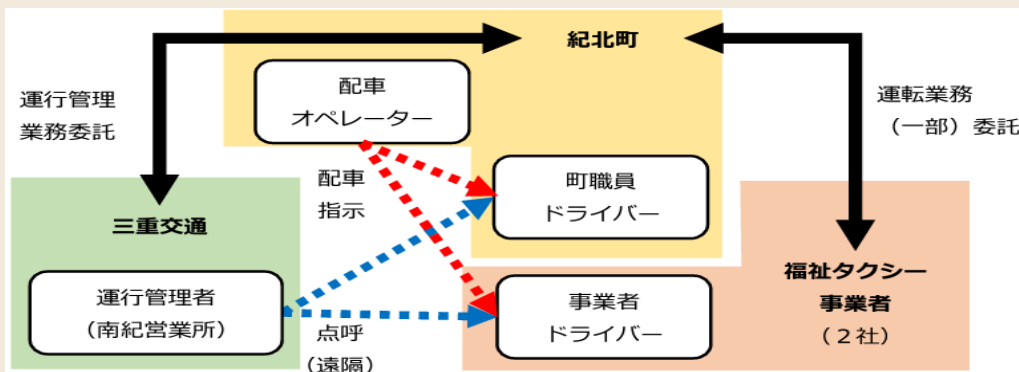 紀北町
配車
オペレーター
運行管理
業務委託
運転業務
(一部)委託
配車
指示
町職員
ドライバー
三重交通
運行管理者
(南紀営業所)
点呼
(遠隔)
事業者
ドライバー
福祉タクシー
事業者
(2社)